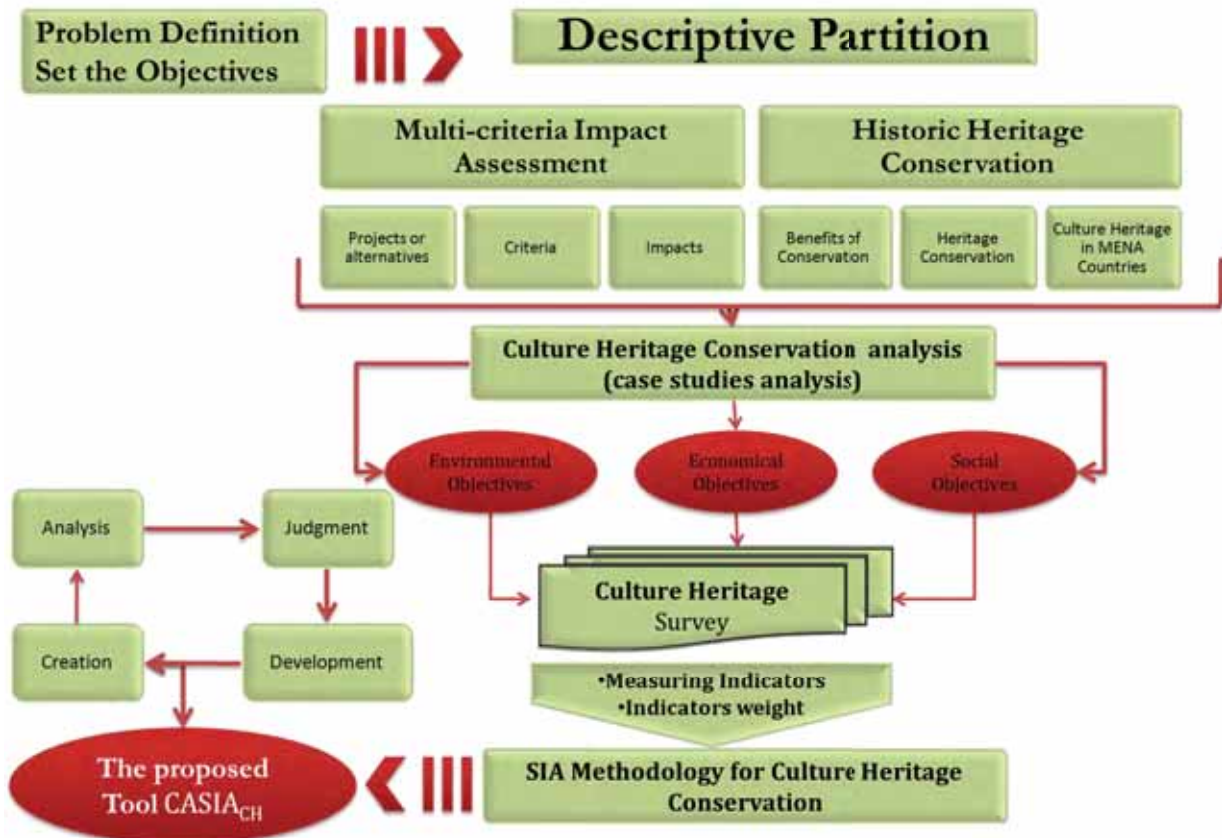 Problem Definition
Set the Objectives
Descriptive Partition
Multi-criteria Impact
Assessment
Historic Heritage
Conservation
Projects or
alternatives
Criteria
Impacts
Benefits of
Conservation
Heritage
Conservation
Culture Heritage
in MENA
Countries
Culture Heritage Conservation analysis
(case studies analysis)
Environmental
Objectives
Economical
Objectives
Social
Objectives
Analysis
Judgment
Creation
Development
Culture Heritage
Survey
•Measuring Indicators
•Indicators weight
SIA Methodology for Culture Heritage
Conservation
The proposed
Tool CASIA_CH